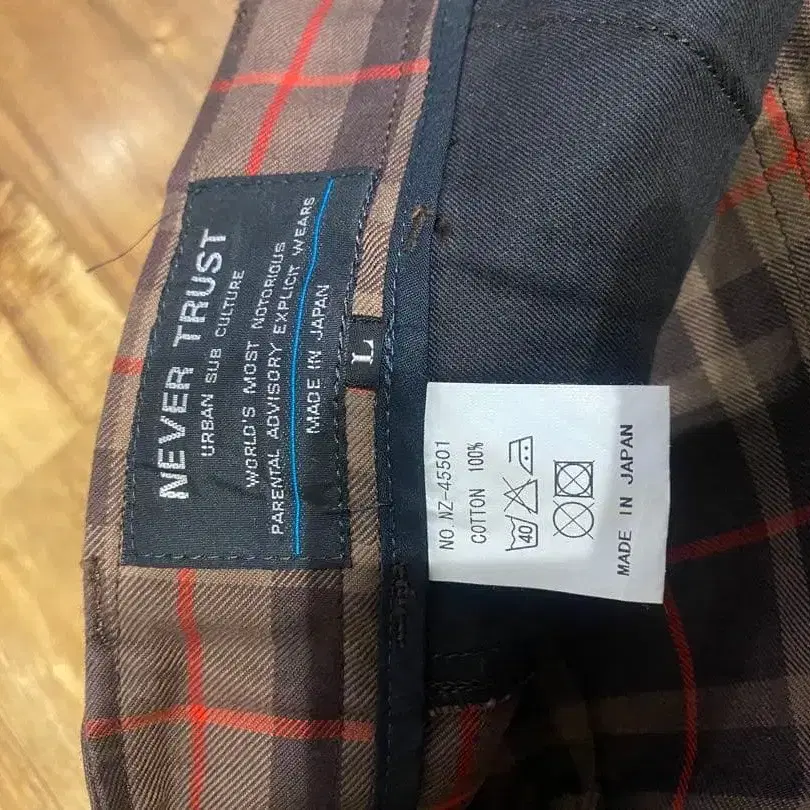 NEVER TRUST
URBAN SUB CULTURE
WORLD'S MOST NOTORIOUS
PARENTAL ADVISORY EXPLICIT WEARS
MADE IN JAPAN
L
NO.NZ-45501
COTTON 100%
40
MADE IN JAPAN